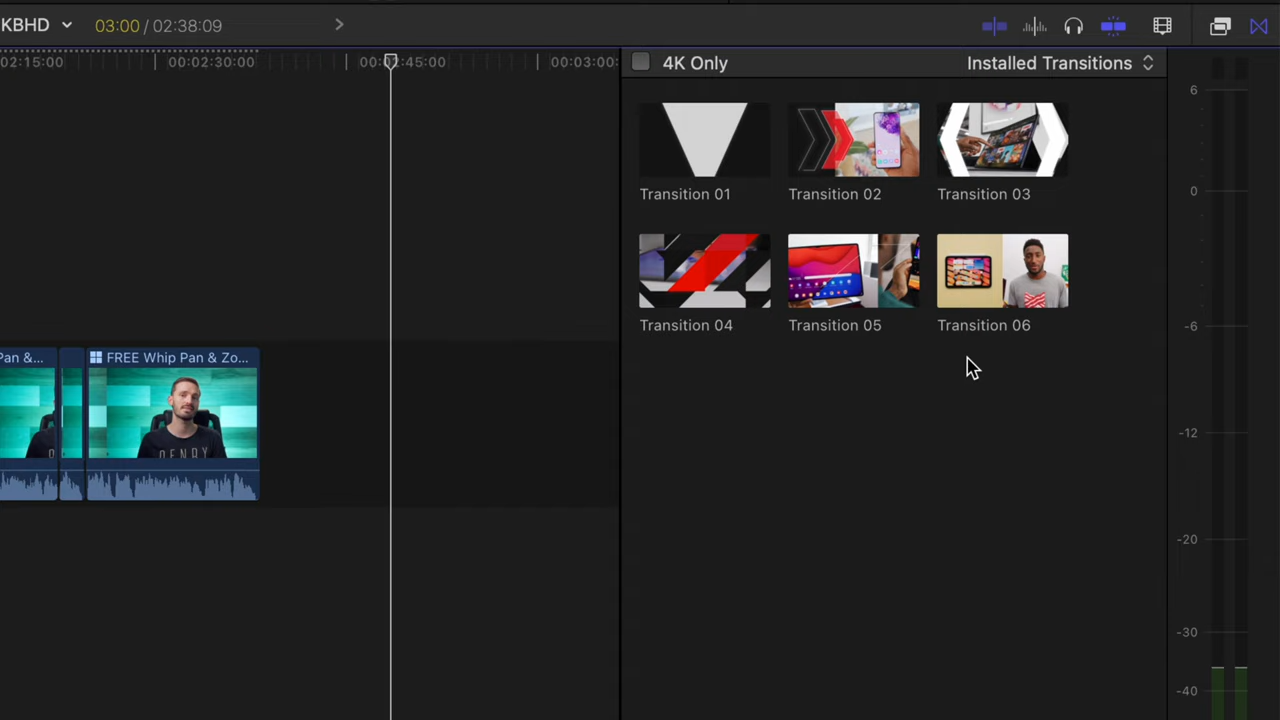 KBHD
03:00 / 02:38:09
02:15:00
00:02:30:00
00:02:45:00
00:03:00:
4K Only
Installed Transitions
Transition 01
Transition 02
Transition 03
Transition 04
Transition 05
Transition 06
Pan &...
FREE Whip Pan & Zo...
6
0
-6
-12
-20
-30
-40